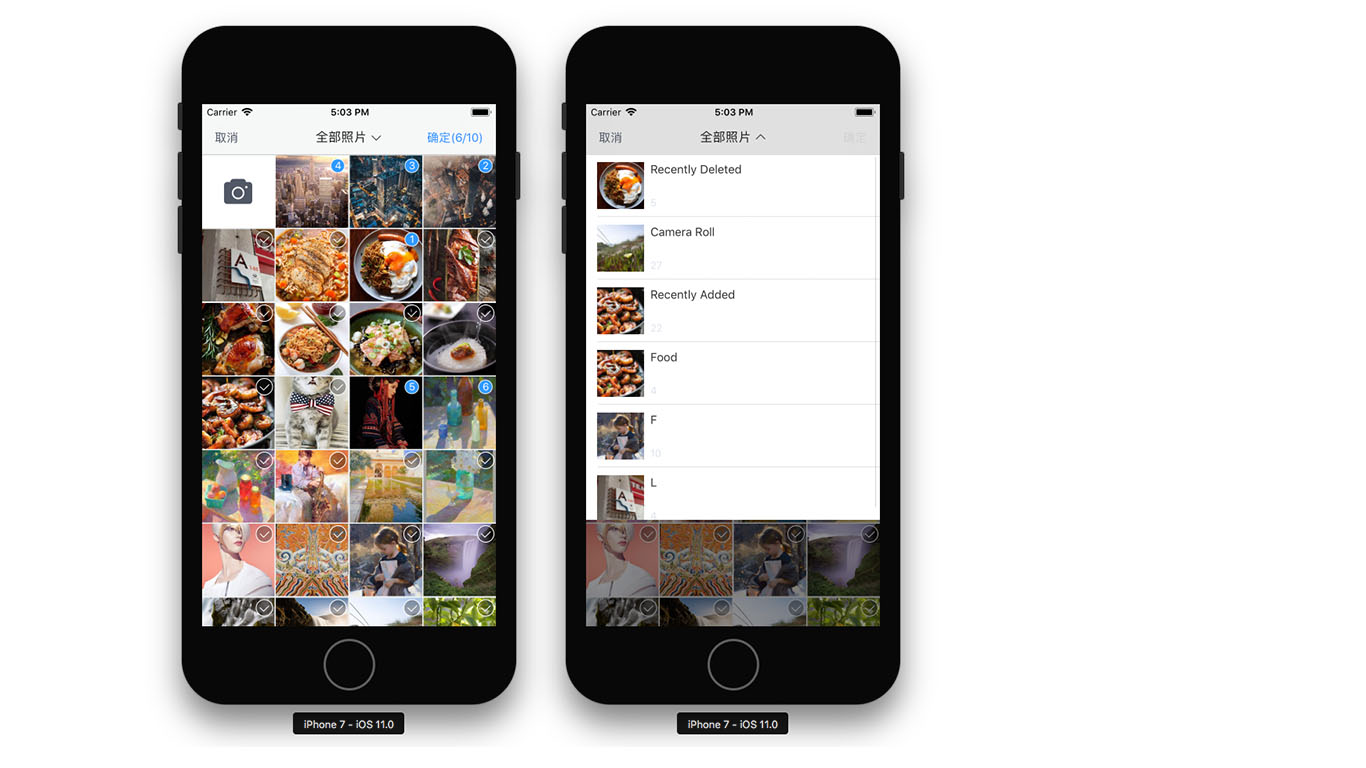 Carrier 5:03 PM
取消 全部照片 确定(6/10)
4 3 2
A
1
5 6
iPhone 7 – iOS 11.0
Carrier 5:03 PM
取消 全部照片 确定
Recently Deleted
5
Camera Roll
27
Recently Added
22
Food
4
F
10
L
A
4
iPhone 7 – iOS 11.0